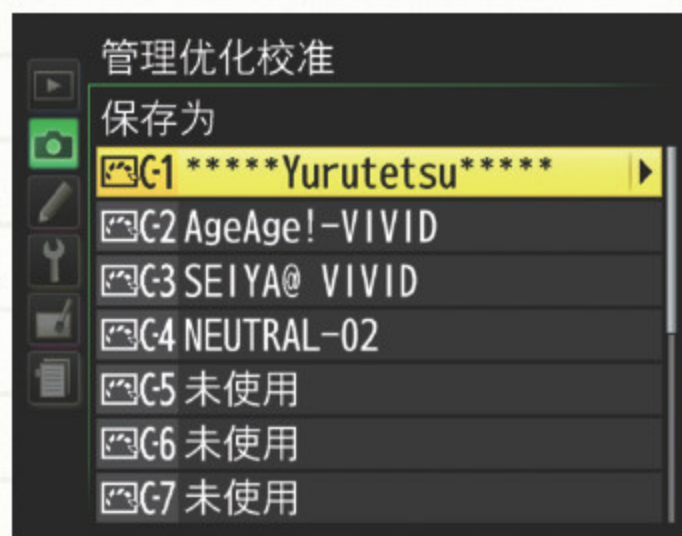 管理优化校准
保存为
C-1 *****Yurutetsu*****
C-2 AgeAge!-VIVID
C-3 SEIYA@ VIVID
C-4 NEUTRAL-02
C-5 未使用
C-6 未使用
C-7 未使用